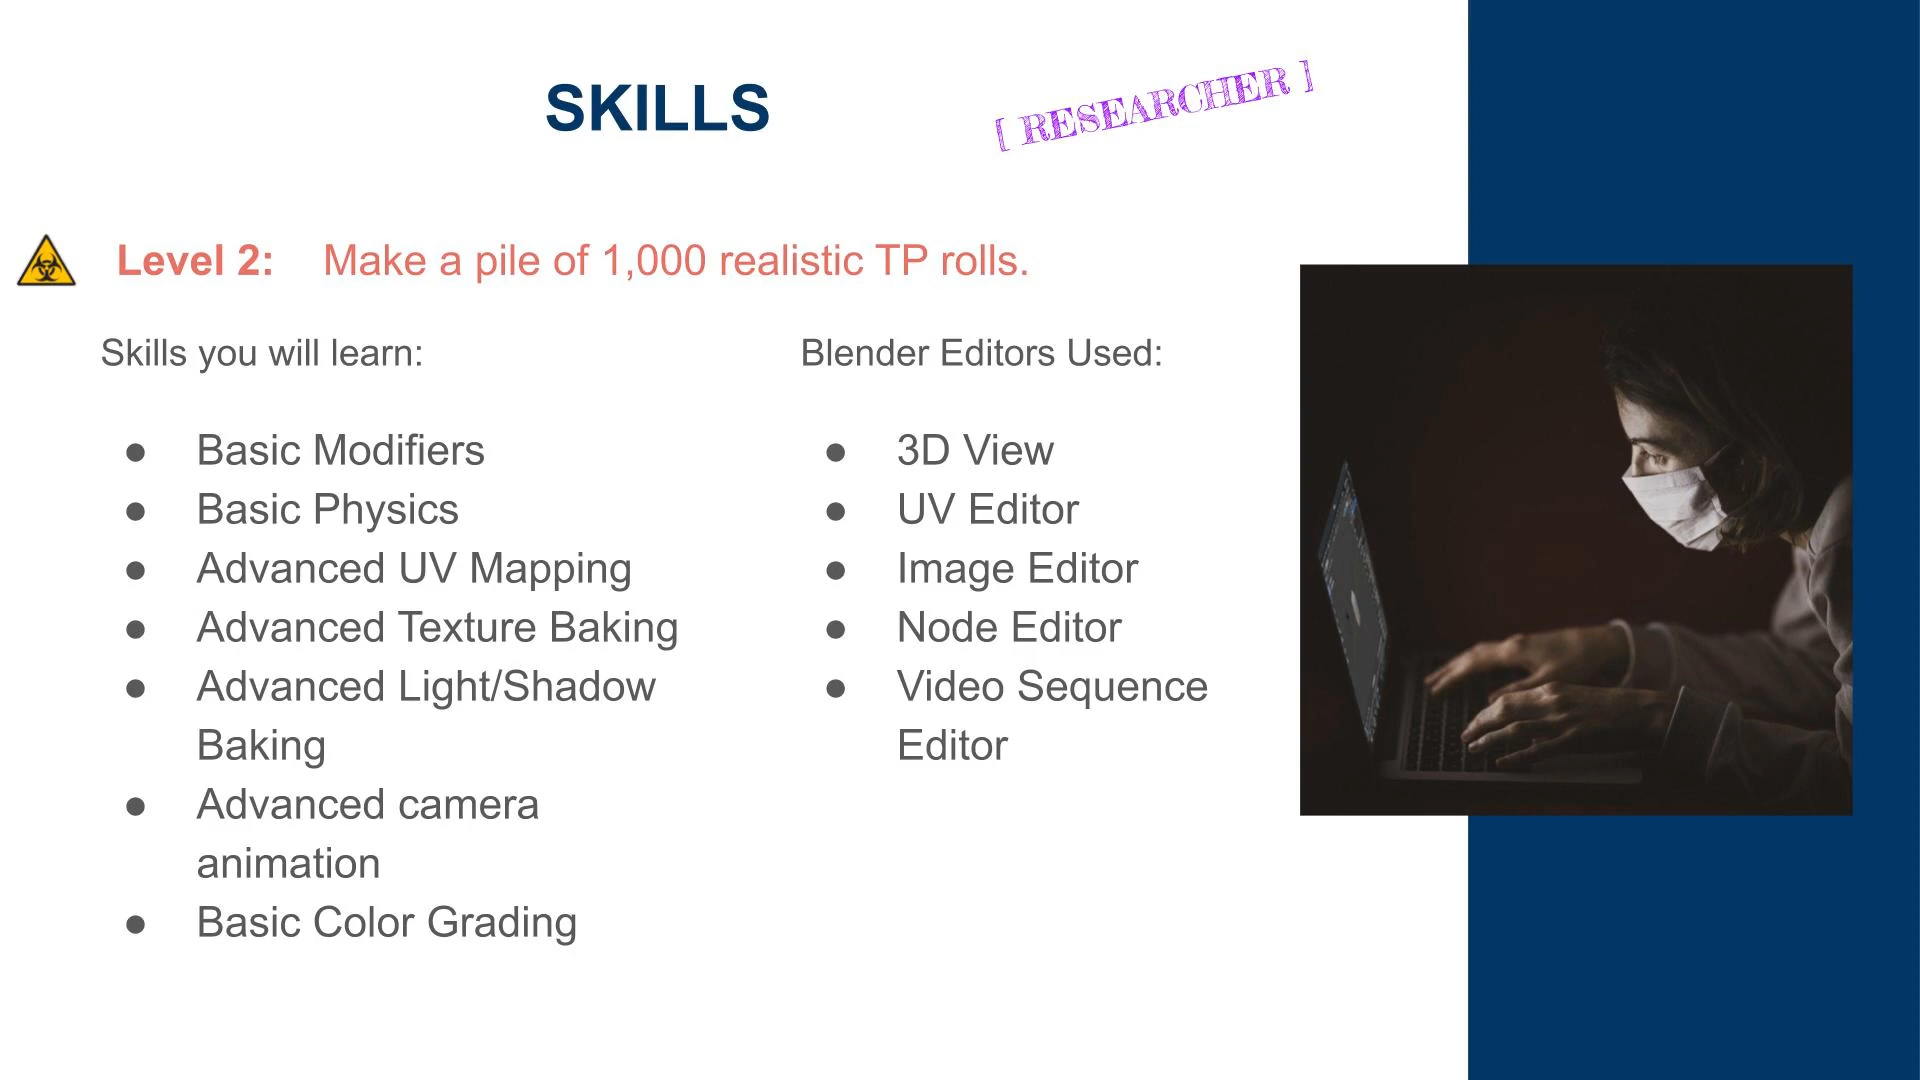 SKILLS
[ RESEARCHER ]
Level 2: Make a pile of 1,000 realistic TP rolls.
Skills you will learn:
● Basic Modifiers
● Basic Physics
● Advanced UV Mapping
● Advanced Texture Baking
● Advanced Light/Shadow
Baking
● Advanced camera
animation
● Basic Color Grading
Blender Editors Used:
● 3D View
● UV Editor
● Image Editor
● Node Editor
● Video Sequence
Editor